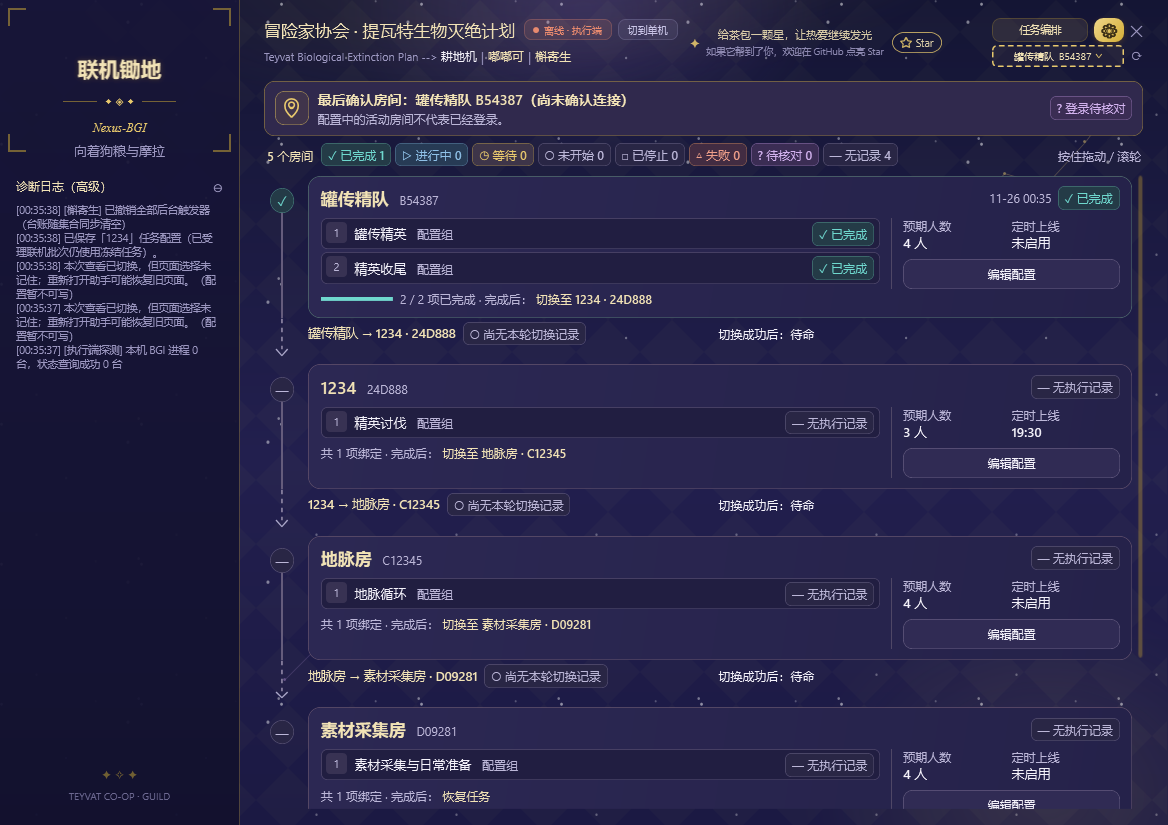 联机锄地
Nexus-BGI
向着狗粮与摩拉
诊断日志（高级）
[00:35:38] [槲寄生] 已撤销全部后台触发器（台账随集合同步清空）
[00:35:38] 已保存「1234」任务配置（已受理联机批次仍使用冻结任务）。
[00:35:38] 本次查看已切换，但页面选择未记住；重新打开助手可能恢复旧页面。（配置暂不可写）
[00:35:37] 本次查看已切换，但页面选择未记住；重新打开助手可能恢复旧页面。（配置暂不可写）
[00:35:37] [执行端探测] 本机 BGI 进程 0 台，状态查询成功 0 台
TEYVAT CO-OP · GUILD
冒险家协会 · 提瓦特生物灭绝计划
离线 · 执行端
切到单机
Teyvat Biological Extinction Plan --> 耕地机 | 嘟嘟可 | 槲寄生
给茶包一颗星，让热爱继续发光
如果它帮到了你，欢迎在 GitHub 点亮 Star
Star
任务编排
罐传精队 B54387
最后确认房间：罐传精队 B54387（尚未确认连接）
配置中的活动房间不代表已经登录。
? 登录待核对
5 个房间 ✓ 已完成 1 ▷ 进行中 0 等待 0 ○ 未开始 0 □ 已停止 0 △ 失败 0 ? 待核对 0 — 无记录 4 按住拖动／滚轮
罐传精队 B54387 11-26 00:35 ✓ 已完成
1 罐传精英 配置组 ✓ 已完成
2 精英收尾 配置组 ✓ 已完成
2 / 2 项已完成 · 完成后： 切换至 1234 · 24D888
预期人数 定时上线
4 人 未启用
编辑配置
罐传精队 → 1234 · 24D888 ○ 尚无本轮切换记录 切换成功后：待命
1234 24D888 — 无执行记录
1 精英讨伐 配置组 — 无执行记录
共 1 项绑定 · 完成后： 切换至 地脉房 · C12345
预期人数 定时上线
3 人 19:30
编辑配置
1234 → 地脉房 · C12345 ○ 尚无本轮切换记录 切换成功后：待命
地脉房 C12345 — 无执行记录
1 地脉循环 配置组 — 无执行记录
共 1 项绑定 · 完成后： 切换至 素材采集房 · D09281
预期人数 定时上线
4 人 未启用
编辑配置
地脉房 → 素材采集房 · D09281 ○ 尚无本轮切换记录 切换成功后：待命
素材采集房 D09281 — 无执行记录
1 素材采集与日常准备 配置组 — 无执行记录
共 1 项绑定 · 完成后： 恢复任务
预期人数 定时上线
4 人 未启用
编辑配置